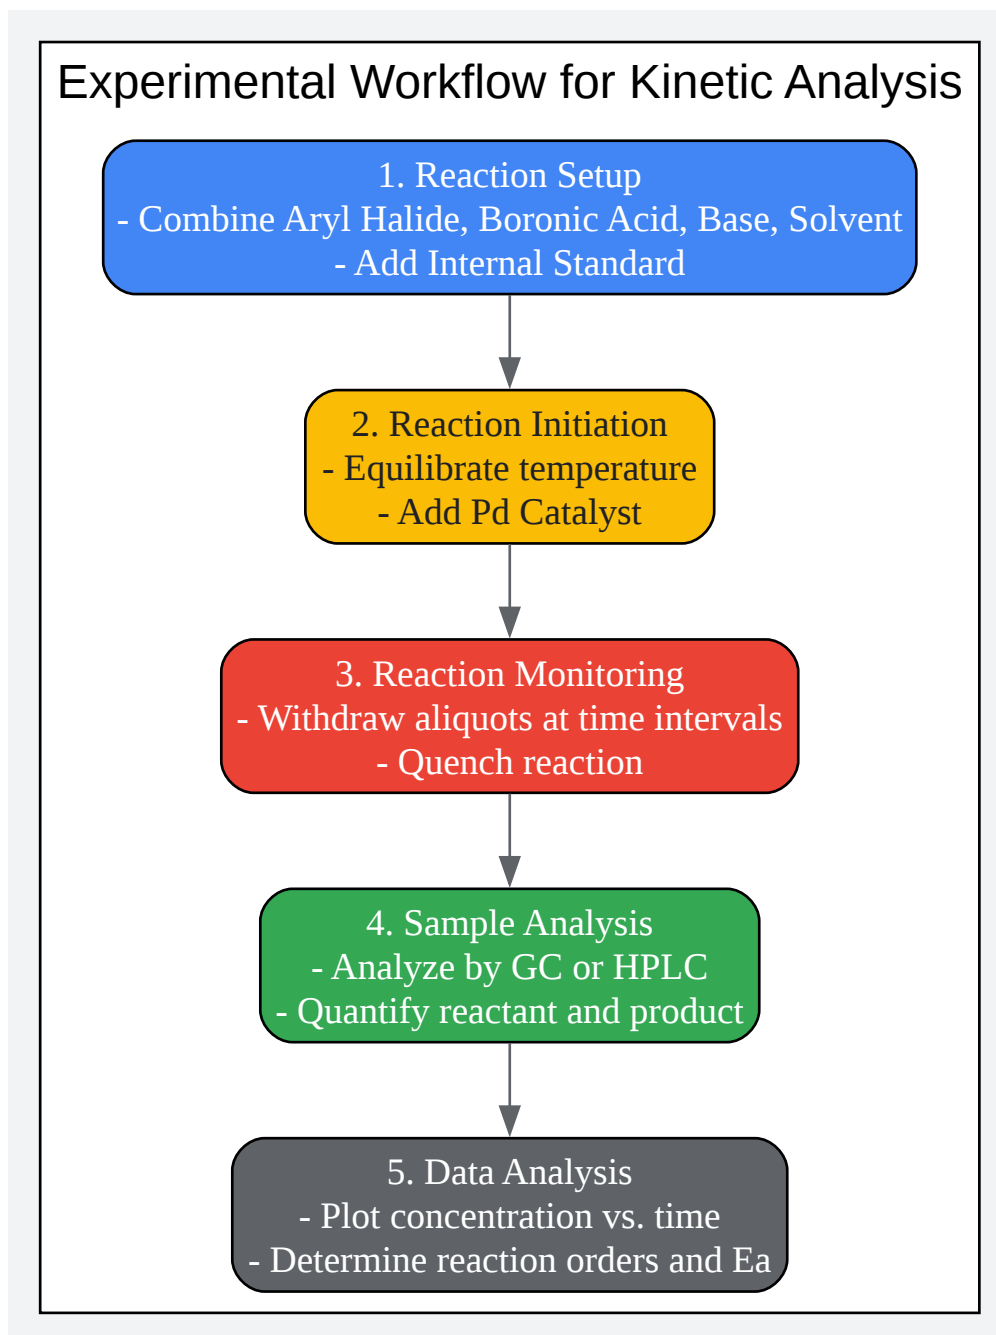 Experimental Workflow for Kinetic Analysis
1. Reaction Setup
- Combine Aryl Halide, Boronic Acid, Base, Solvent
- Add Internal Standard
2. Reaction Initiation
- Equilibrate temperature
- Add Pd Catalyst
3. Reaction Monitoring
- Withdraw aliquots at time intervals
- Quench reaction
4. Sample Analysis
- Analyze by GC or HPLC
- Quantify reactant and product
5. Data Analysis
- Plot concentration vs. time
- Determine reaction orders and Ea